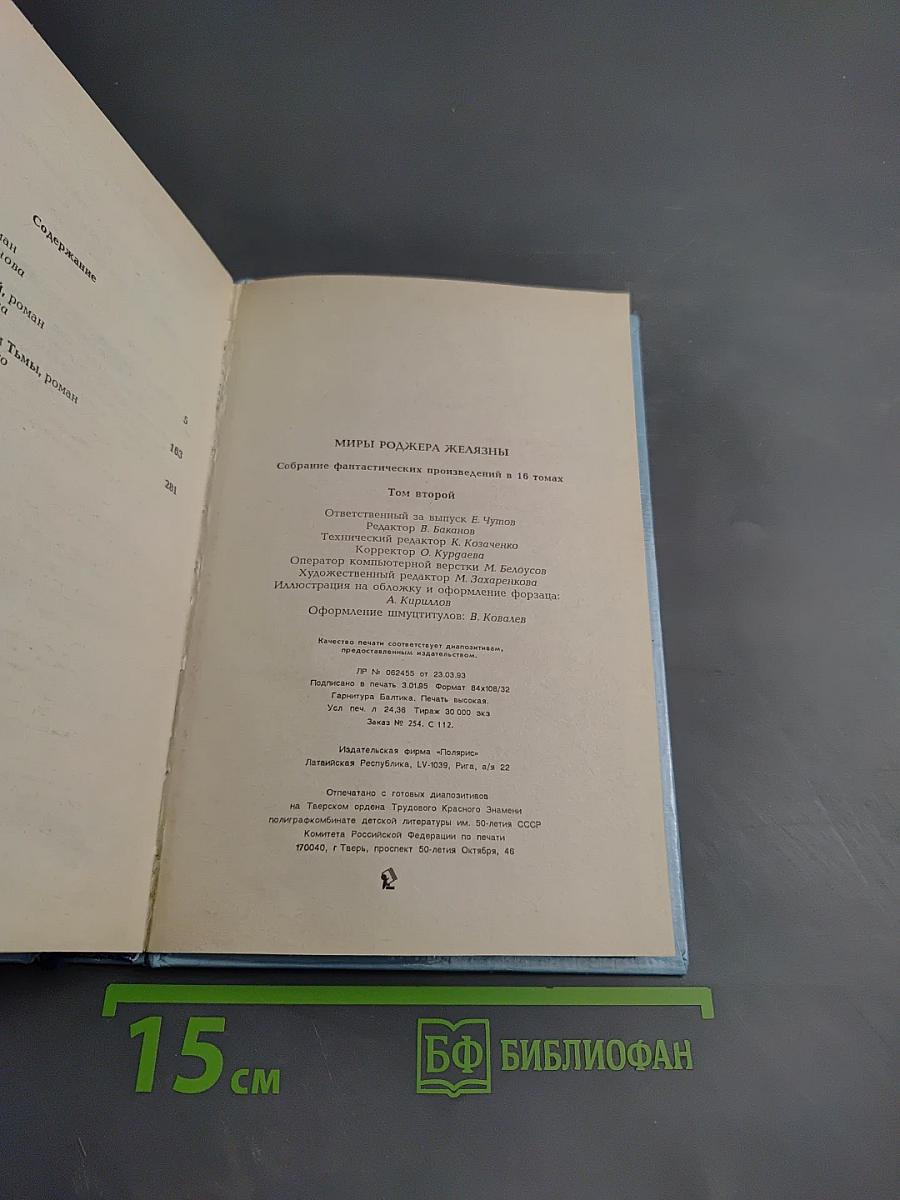 Содержание
роман
5
й, роман
163
и Тьмы, роман
281
МИРЫ РОДЖЕРА ЖЕЛЯЗНЫ
Собрание фантастических произведений в 16 томах
Том второй
Ответственный за выпуск Е. Чутов
Редактор В. Баканов
Технический редактор К. Козаченко
Корректор О. Курдаева
Оператор компьютерной верстки М. Белоусов
Художественный редактор М. Захаренкова
Иллюстрация на обложку и оформление форзаца:
А. Кириллов
Оформление шмуцтитулов: В. Ковалев
Качество печати соответствует диапозитивам,
предоставленным издательством.
ЛР № 062455 от 23.03.93
Подписано в печать 3.01.95 Формат 84х108/32
Гарнитура Балтика. Печать высокая.
Усл печ. л 24,36 Тираж 30 000 экз
Заказ № 254. С 112.
Издательская фирма «Полярис»
Латвийская Республика, LV-1039, Рига, а/я 22
Отпечатано с готовых диапозитивов
на Тверском ордена Трудового Красного Знамени
полиграфкомбинате детской литературы им. 50-летия СССР
Комитета Российской Федерации по печати
170040, г Тверь, проспект 50-летия Октября, 46
15 см
БФ БИБЛИОФАН